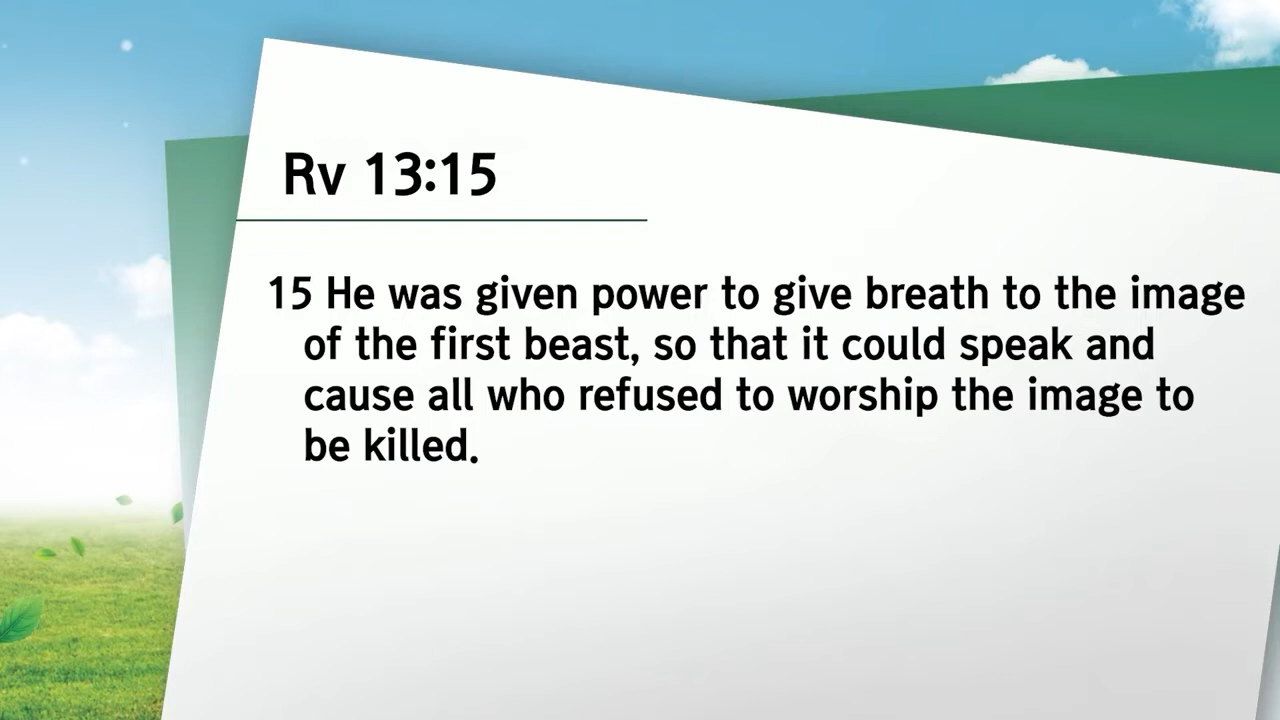 Rv 13:15
15 He was given power to give breath to the image
of the first beast, so that it could speak and
cause all who refused to worship the image to
be killed.